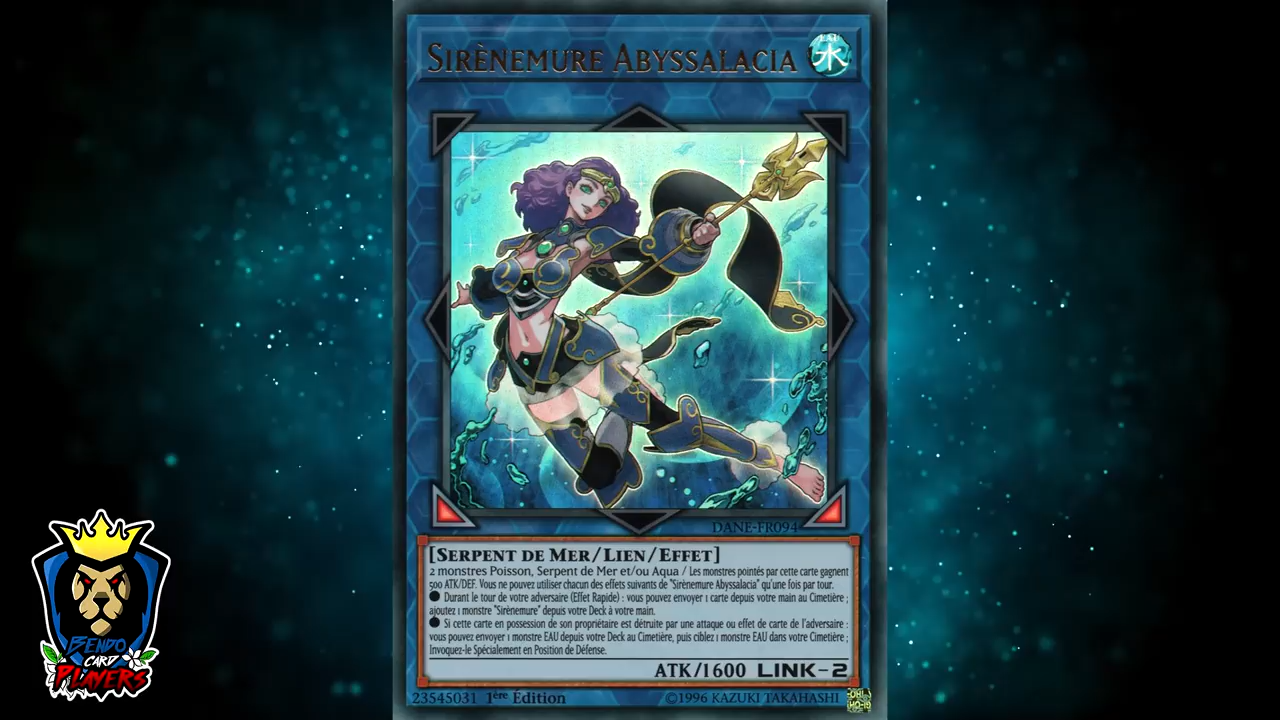 Sirènemure Abyssalacia
EAU
水
DANE-FR094
[Serpent de Mer/Lien/Effet]
2 monstres Poisson, Serpent de Mer et/ou Aqua / Les monstres pointés par cette carte gagnent
500 ATK/DEF. Vous ne pouvez utiliser chacun des effets suivants de "Sirènemure Abyssalacia" qu'une fois par tour.
● Durant le tour de votre adversaire (Effet Rapide) : vous pouvez envoyer 1 carte depuis votre main au Cimetière ;
ajoutez 1 monstre "Sirènemure" depuis votre Deck à votre main.
● Si cette carte en possession de son propriétaire est détruite par une attaque ou effet de carte de l'adversaire :
vous pouvez envoyer 1 monstre EAU depuis votre Deck au Cimetière, puis ciblez 1 monstre EAU dans votre Cimetière ;
Invoquez-le Spécialement en Position de Défense.
ATK/1600 LINK-2
23545031 1ère Édition ©1996 KAZUKI TAKAHASHI
BENDO
CARD
PLAYERS